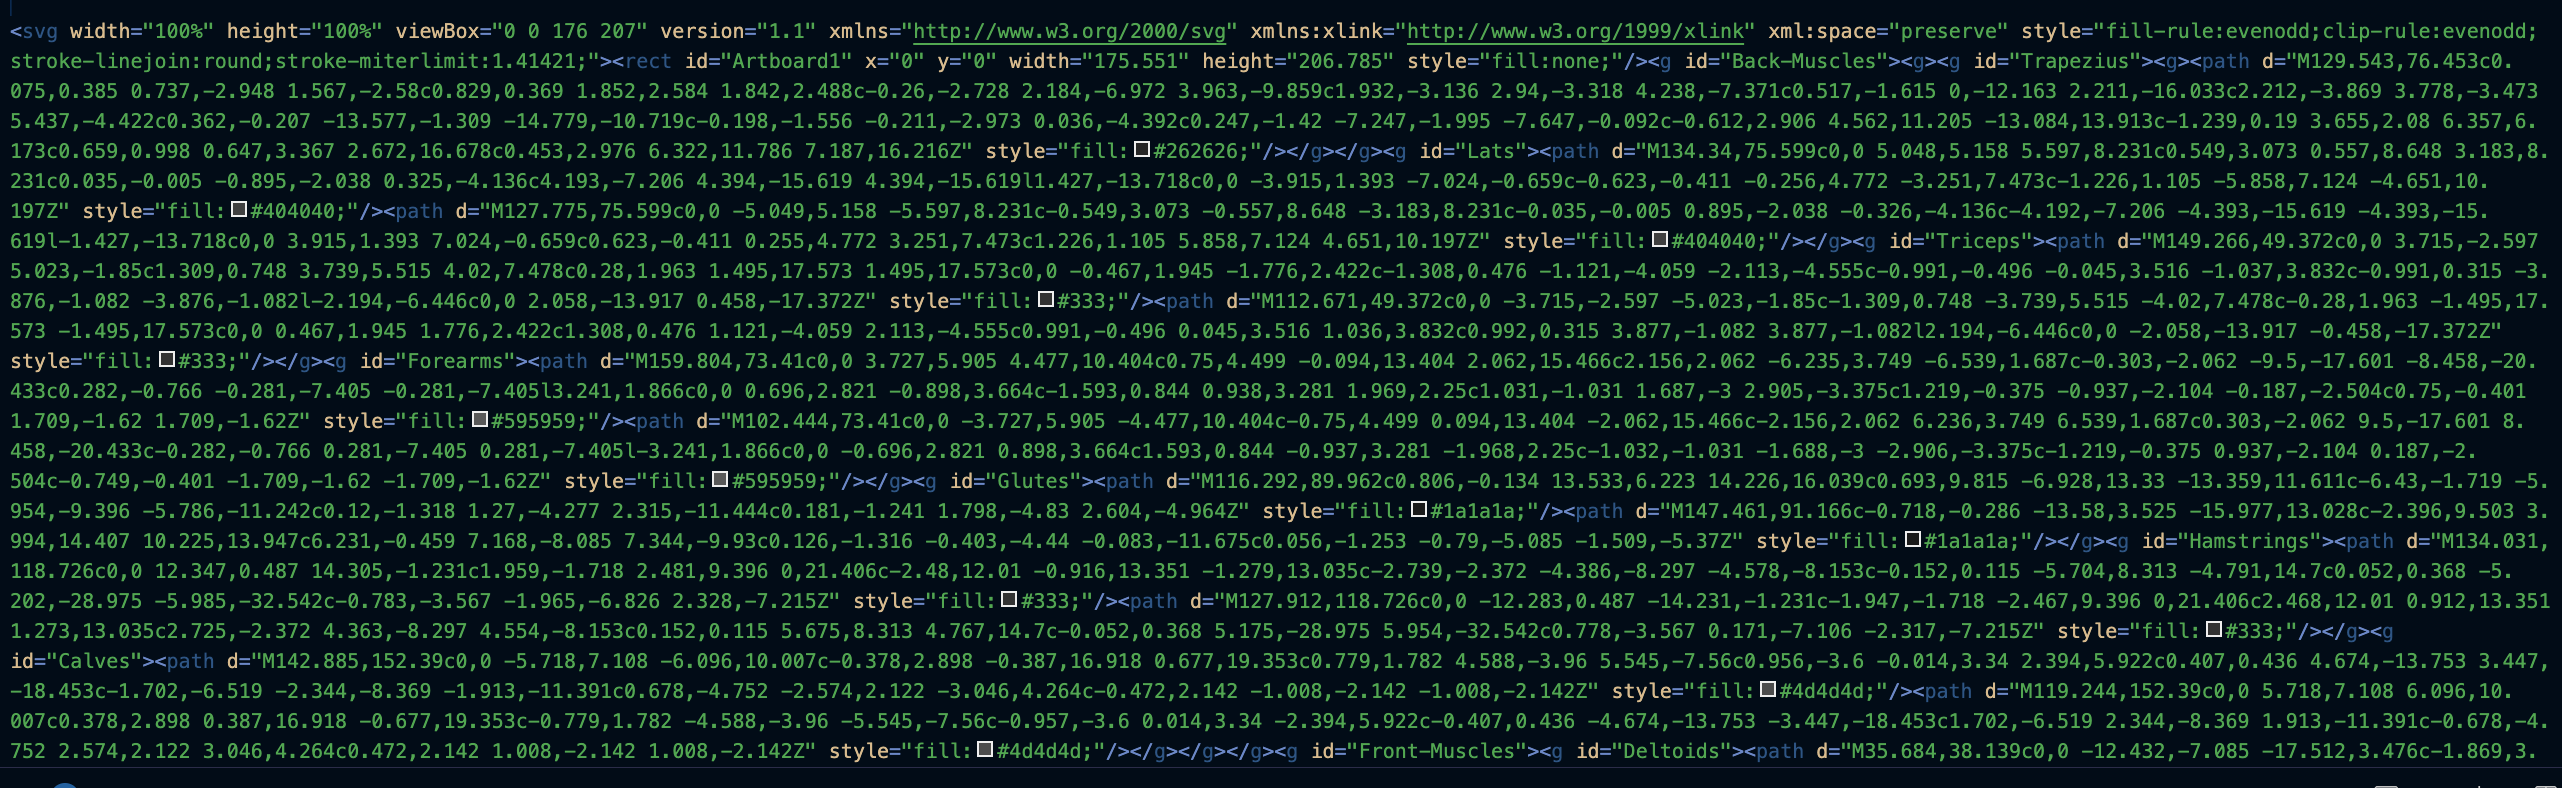 <svg width="100%" height="100%" viewBox="0 0 176 207" version="1.1" xmlns="http://www.w3.org/2000/svg" xmlns:xlink="http://www.w3.org/1999/xlink" xml:space="preserve" style="fill-rule:evenodd;clip-rule:evenodd;
stroke-linejoin:round;stroke-miterlimit:1.41421;"><rect id="Artboard1" x="0" y="0" width="175.551" height="206.785" style="fill:none;"/><g id="Back-Muscles"><g><g id="Trapezius"><g><path d="M129.543,76.453c0.
075,0.385 0.737,-2.948 1.567,-2.58c0.829,0.369 1.852,2.584 1.842,2.488c-0.26,-2.728 2.184,-6.972 3.963,-9.859c1.932,-3.136 2.94,-3.318 4.238,-7.371c0.517,-1.615 0,-12.163 2.211,-16.033c2.212,-3.869 3.778,-3.473
5.437,-4.422c0.362,-0.207 -13.577,-1.309 -14.779,-10.719c-0.198,-1.556 -0.211,-2.973 0.036,-4.392c0.247,-1.42 -7.247,-1.995 -7.647,-0.092c-0.612,2.906 4.562,11.205 -13.084,13.913c-1.239,0.19 3.655,2.08 6.357,6.
173c0.659,0.998 0.647,3.367 2.672,16.678c0.453,2.976 6.322,11.786 7.187,16.216Z" style="fill:#262626;"/></g></g><g id="Lats"><path d="M134.34,75.599c0,0 5.048,5.158 5.597,8.231c0.549,3.073 0.557,8.648 3.183,8.
231c0.035,-0.005 -0.895,-2.038 0.325,-4.136c4.193,-7.206 4.394,-15.619 4.394,-15.619l1.427,-13.718c0,0 -3.915,1.393 -7.024,-0.659c-0.623,-0.411 -0.256,4.772 -3.251,7.473c-1.226,1.105 -5.858,7.124 -4.651,10.
197Z" style="fill:#404040;"/><path d="M127.775,75.599c0,0 -5.049,5.158 -5.597,8.231c-0.549,3.073 -0.557,8.648 -3.183,8.231c-0.035,-0.005 0.895,-2.038 -0.326,-4.136c-4.192,-7.206 -4.393,-15.619 -4.393,-15.
619l-1.427,-13.718c0,0 3.915,1.393 7.024,-0.659c0.623,-0.411 0.255,4.772 3.251,7.473c1.226,1.105 5.858,7.124 4.651,10.197Z" style="fill:#404040;"/></g><g id="Triceps"><path d="M149.266,49.372c0,0 3.715,-2.597
5.023,-1.85c1.309,0.748 3.739,5.515 4.02,7.478c0.28,1.963 1.495,17.573 1.495,17.573c0,0 -0.467,1.945 -1.776,2.422c-1.308,0.476 -1.121,-4.059 -2.113,-4.555c-0.991,-0.496 -0.045,3.516 -1.037,3.832c-0.991,0.315 -3.
876,-1.082 -3.876,-1.082l-2.194,-6.446c0,0 2.058,-13.917 0.458,-17.372Z" style="fill:#333;"/><path d="M112.671,49.372c0,0 -3.715,-2.597 -5.023,-1.85c-1.309,0.748 -3.739,5.515 -4.02,7.478c-0.28,1.963 -1.495,17.
573 -1.495,17.573c0,0 0.467,1.945 1.776,2.422c1.308,0.476 1.121,-4.059 2.113,-4.555c0.991,-0.496 0.045,3.516 1.036,3.832c0.992,0.315 3.877,-1.082 3.877,-1.082l2.194,-6.446c0,0 -2.058,-13.917 -0.458,-17.372Z"
style="fill:#333;"/></g><g id="Forearms"><path d="M159.804,73.41c0,0 3.727,5.905 4.477,10.404c0.75,4.499 -0.094,13.404 2.062,15.466c2.156,2.062 -6.235,3.749 -6.539,1.687c-0.303,-2.062 -9.5,-17.601 -8.458,-20.
433c0.282,-0.766 -0.281,-7.405 -0.281,-7.405l3.241,1.866c0,0 0.696,2.821 -0.898,3.664c-1.593,0.844 0.938,3.281 1.969,2.25c1.031,-1.031 1.687,-3 2.905,-3.375c1.219,-0.375 -0.937,-2.104 -0.187,-2.504c0.75,-0.401
1.709,-1.62 1.709,-1.62Z" style="fill:#595959;"/><path d="M102.444,73.41c0,0 -3.727,5.905 -4.477,10.404c-0.75,4.499 0.094,13.404 -2.062,15.466c-2.156,2.062 6.236,3.749 6.539,1.687c0.303,-2.062 9.5,-17.601 8.
458,-20.433c-0.282,-0.766 0.281,-7.405 0.281,-7.405l-3.241,1.866c0,0 -0.696,2.821 0.898,3.664c1.593,0.844 -0.937,3.281 -1.968,2.25c-1.032,-1.031 -1.688,-3 -2.906,-3.375c-1.219,-0.375 0.937,-2.104 0.187,-2.
504c-0.749,-0.401 -1.709,-1.62 -1.709,-1.62Z" style="fill:#595959;"/></g><g id="Glutes"><path d="M116.292,89.962c0.806,-0.134 13.533,6.223 14.226,16.039c0.693,9.815 -6.928,13.33 -13.359,11.611c-6.43,-1.719 -5.
954,-9.396 -5.786,-11.242c0.12,-1.318 1.27,-4.277 2.315,-11.444c0.181,-1.241 1.798,-4.83 2.604,-4.964Z" style="fill:#1a1a1a;"/><path d="M147.461,91.166c-0.718,-0.286 -13.58,3.525 -15.977,13.028c-2.396,9.503 3.
994,14.407 10.225,13.947c6.231,-0.459 7.168,-8.085 7.344,-9.93c0.126,-1.316 -0.403,-4.44 -0.083,-11.675c0.056,-1.253 -0.79,-5.085 -1.509,-5.37Z" style="fill:#1a1a1a;"/></g><g id="Hamstrings"><path d="M134.031,
118.726c0,0 12.347,0.487 14.305,-1.231c1.959,-1.718 2.481,9.396 0,21.406c-2.48,12.01 -0.916,13.351 -1.279,13.035c-2.739,-2.372 -4.386,-8.297 -4.578,-8.153c-0.152,0.115 -5.704,8.313 -4.791,14.7c0.052,0.368 -5.
202,-28.975 -5.985,-32.542c-0.783,-3.567 -1.965,-6.826 2.328,-7.215Z" style="fill:#333;"/><path d="M127.912,118.726c0,0 -12.283,0.487 -14.231,-1.231c-1.947,-1.718 -2.467,9.396 0,21.406c2.468,12.01 0.912,13.351
1.273,13.035c2.725,-2.372 4.363,-8.297 4.554,-8.153c0.152,0.115 5.675,8.313 4.767,14.7c-0.052,0.368 5.175,-28.975 5.954,-32.542c0.778,-3.567 0.171,-7.106 -2.317,-7.215Z" style="fill:#333;"/></g><g
id="Calves"><path d="M142.885,152.39c0,0 -5.718,7.108 -6.096,10.007c-0.378,2.898 -0.387,16.918 0.677,19.353c0.779,1.782 4.588,-3.96 5.545,-7.56c0.956,-3.6 -0.014,3.34 2.394,5.922c0.407,0.436 4.674,-13.753 3.447,
-18.453c-1.702,-6.519 -2.344,-8.369 -1.913,-11.391c0.678,-4.752 -2.574,2.122 -3.046,4.264c-0.472,2.142 -1.008,-2.142 -1.008,-2.142Z" style="fill:#4d4d4d;"/><path d="M119.244,152.39c0,0 5.718,7.108 6.096,10.
007c0.378,2.898 0.387,16.918 -0.677,19.353c-0.779,1.782 -4.588,-3.96 -5.545,-7.56c-0.957,-3.6 0.014,3.34 -2.394,5.922c-0.407,0.436 -4.674,-13.753 -3.447,-18.453c1.702,-6.519 2.344,-8.369 1.913,-11.391c-0.678,-4.
752 2.574,2.122 3.046,4.264c0.472,2.142 1.008,-2.142 1.008,-2.142Z" style="fill:#4d4d4d;"/></g></g></g><g id="Front-Muscles"><g id="Deltoids"><path d="M35.684,38.139c0,0 -12.432,-7.085 -17.512,3.476c-1.869,3.